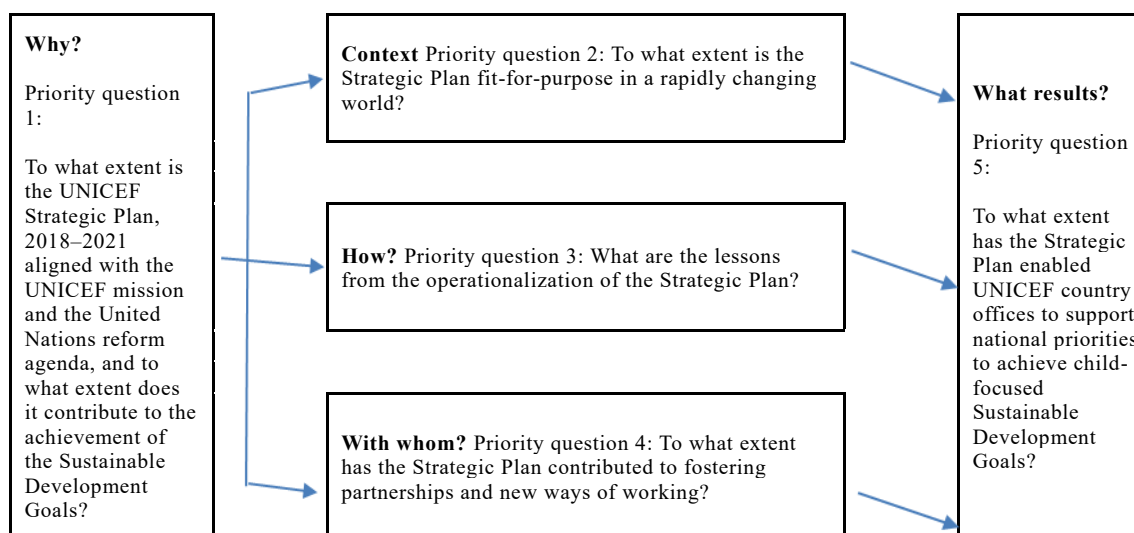 Why?
Priority question
1:
To what extent is
the UNICEF
Strategic Plan,
2018–2021
aligned with the
UNICEF mission
and the United
Nations reform
agenda, and to
what extent does
it contribute to the
achievement of
the Sustainable
Development
Goals?
Context Priority question 2: To what extent is the
Strategic Plan fit-for-purpose in a rapidly changing
world?
How? Priority question 3: What are the lessons
from the operationalization of the Strategic Plan?
With whom? Priority question 4: To what extent
has the Strategic Plan contributed to fostering
partnerships and new ways of working?
What results?
Priority question
5:
To what extent
has the Strategic
Plan enabled
UNICEF country
offices to support
national priorities
to achieve child-
focused
Sustainable
Development
Goals?